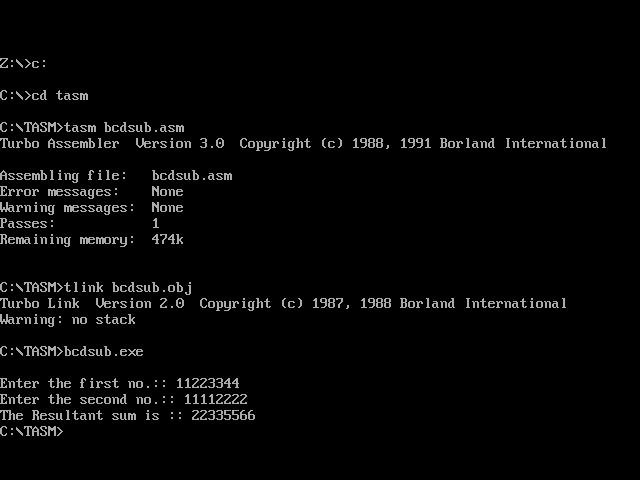 Z:\>c:
C:\>cd tasm
C:\TASM>tasm bcdsub.asm
Turbo Assembler  Version 3.0  Copyright (c) 1988, 1991 Borland International
Assembling file:   bcdsub.asm
Error messages:    None
Warning messages:  None
Passes:            1
Remaining memory:  474k
C:\TASM>tlink bcdsub.obj
Turbo Link  Version 2.0  Copyright (c) 1987, 1988 Borland International
Warning: no stack
C:\TASM>bcdsub.exe
Enter the first no.:: 11223344
Enter the second no.:: 11112222
The Resultant sum is :: 22335566
C:\TASM>